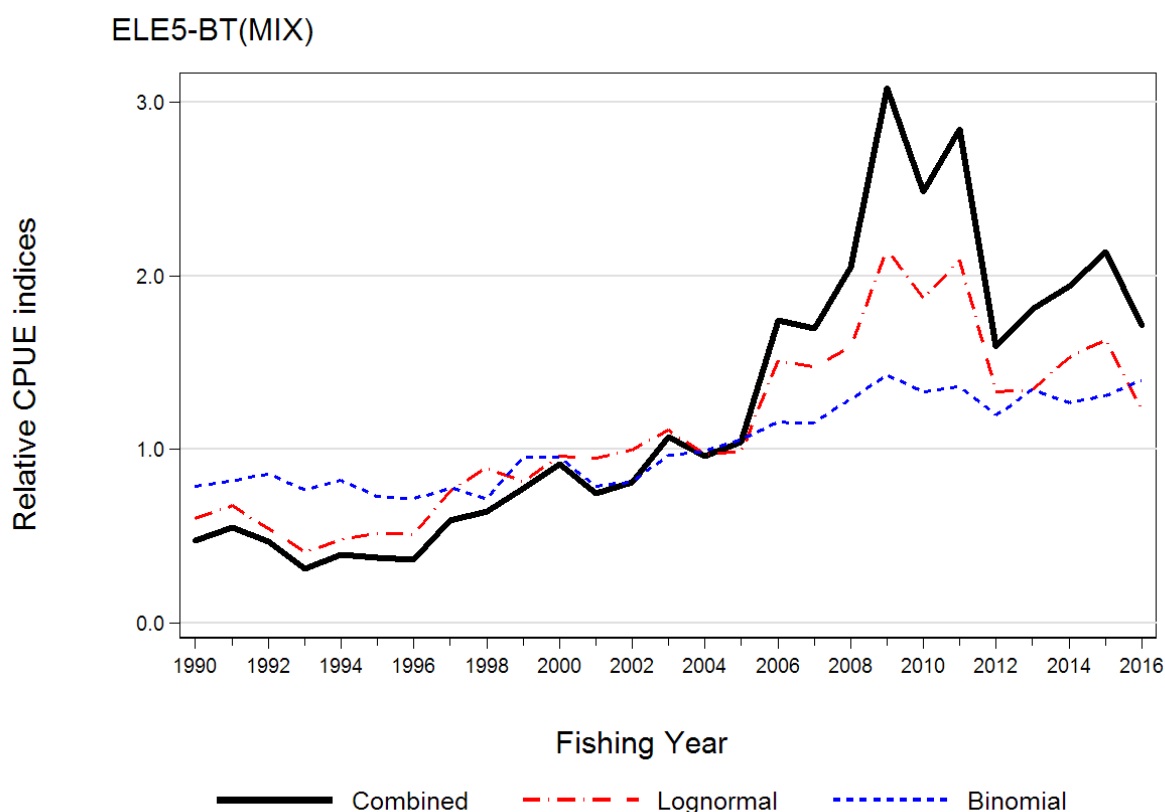 ELE5-BT(MIX)
3.0
2.0
1.0
0.0
Relative CPUE indices
1990 1992 1994 1996 1998 2000 2002 2004 2006 2008 2010 2012 2014 2016
Fishing Year
Combined Lognormal Binomial